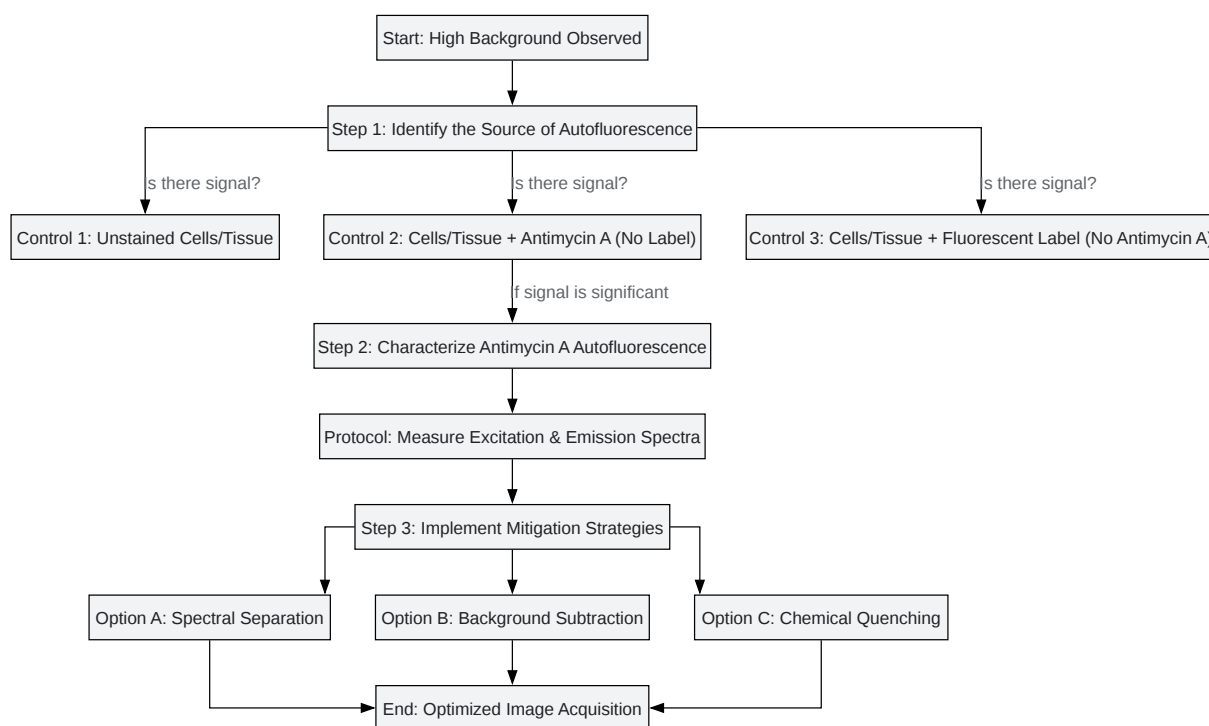 Start: High Background Observed
Step 1: Identify the Source of Autofluorescence
Is there signal?
Is there signal?
Is there signal?
Control 1: Unstained Cells/Tissue
Control 2: Cells/Tissue + Antimycin A (No Label)
Control 3: Cells/Tissue + Fluorescent Label (No Antimycin A)
If signal is significant
Step 2: Characterize Antimycin A Autofluorescence
Protocol: Measure Excitation & Emission Spectra
Step 3: Implement Mitigation Strategies
Option A: Spectral Separation
Option B: Background Subtraction
Option C: Chemical Quenching
End: Optimized Image Acquisition